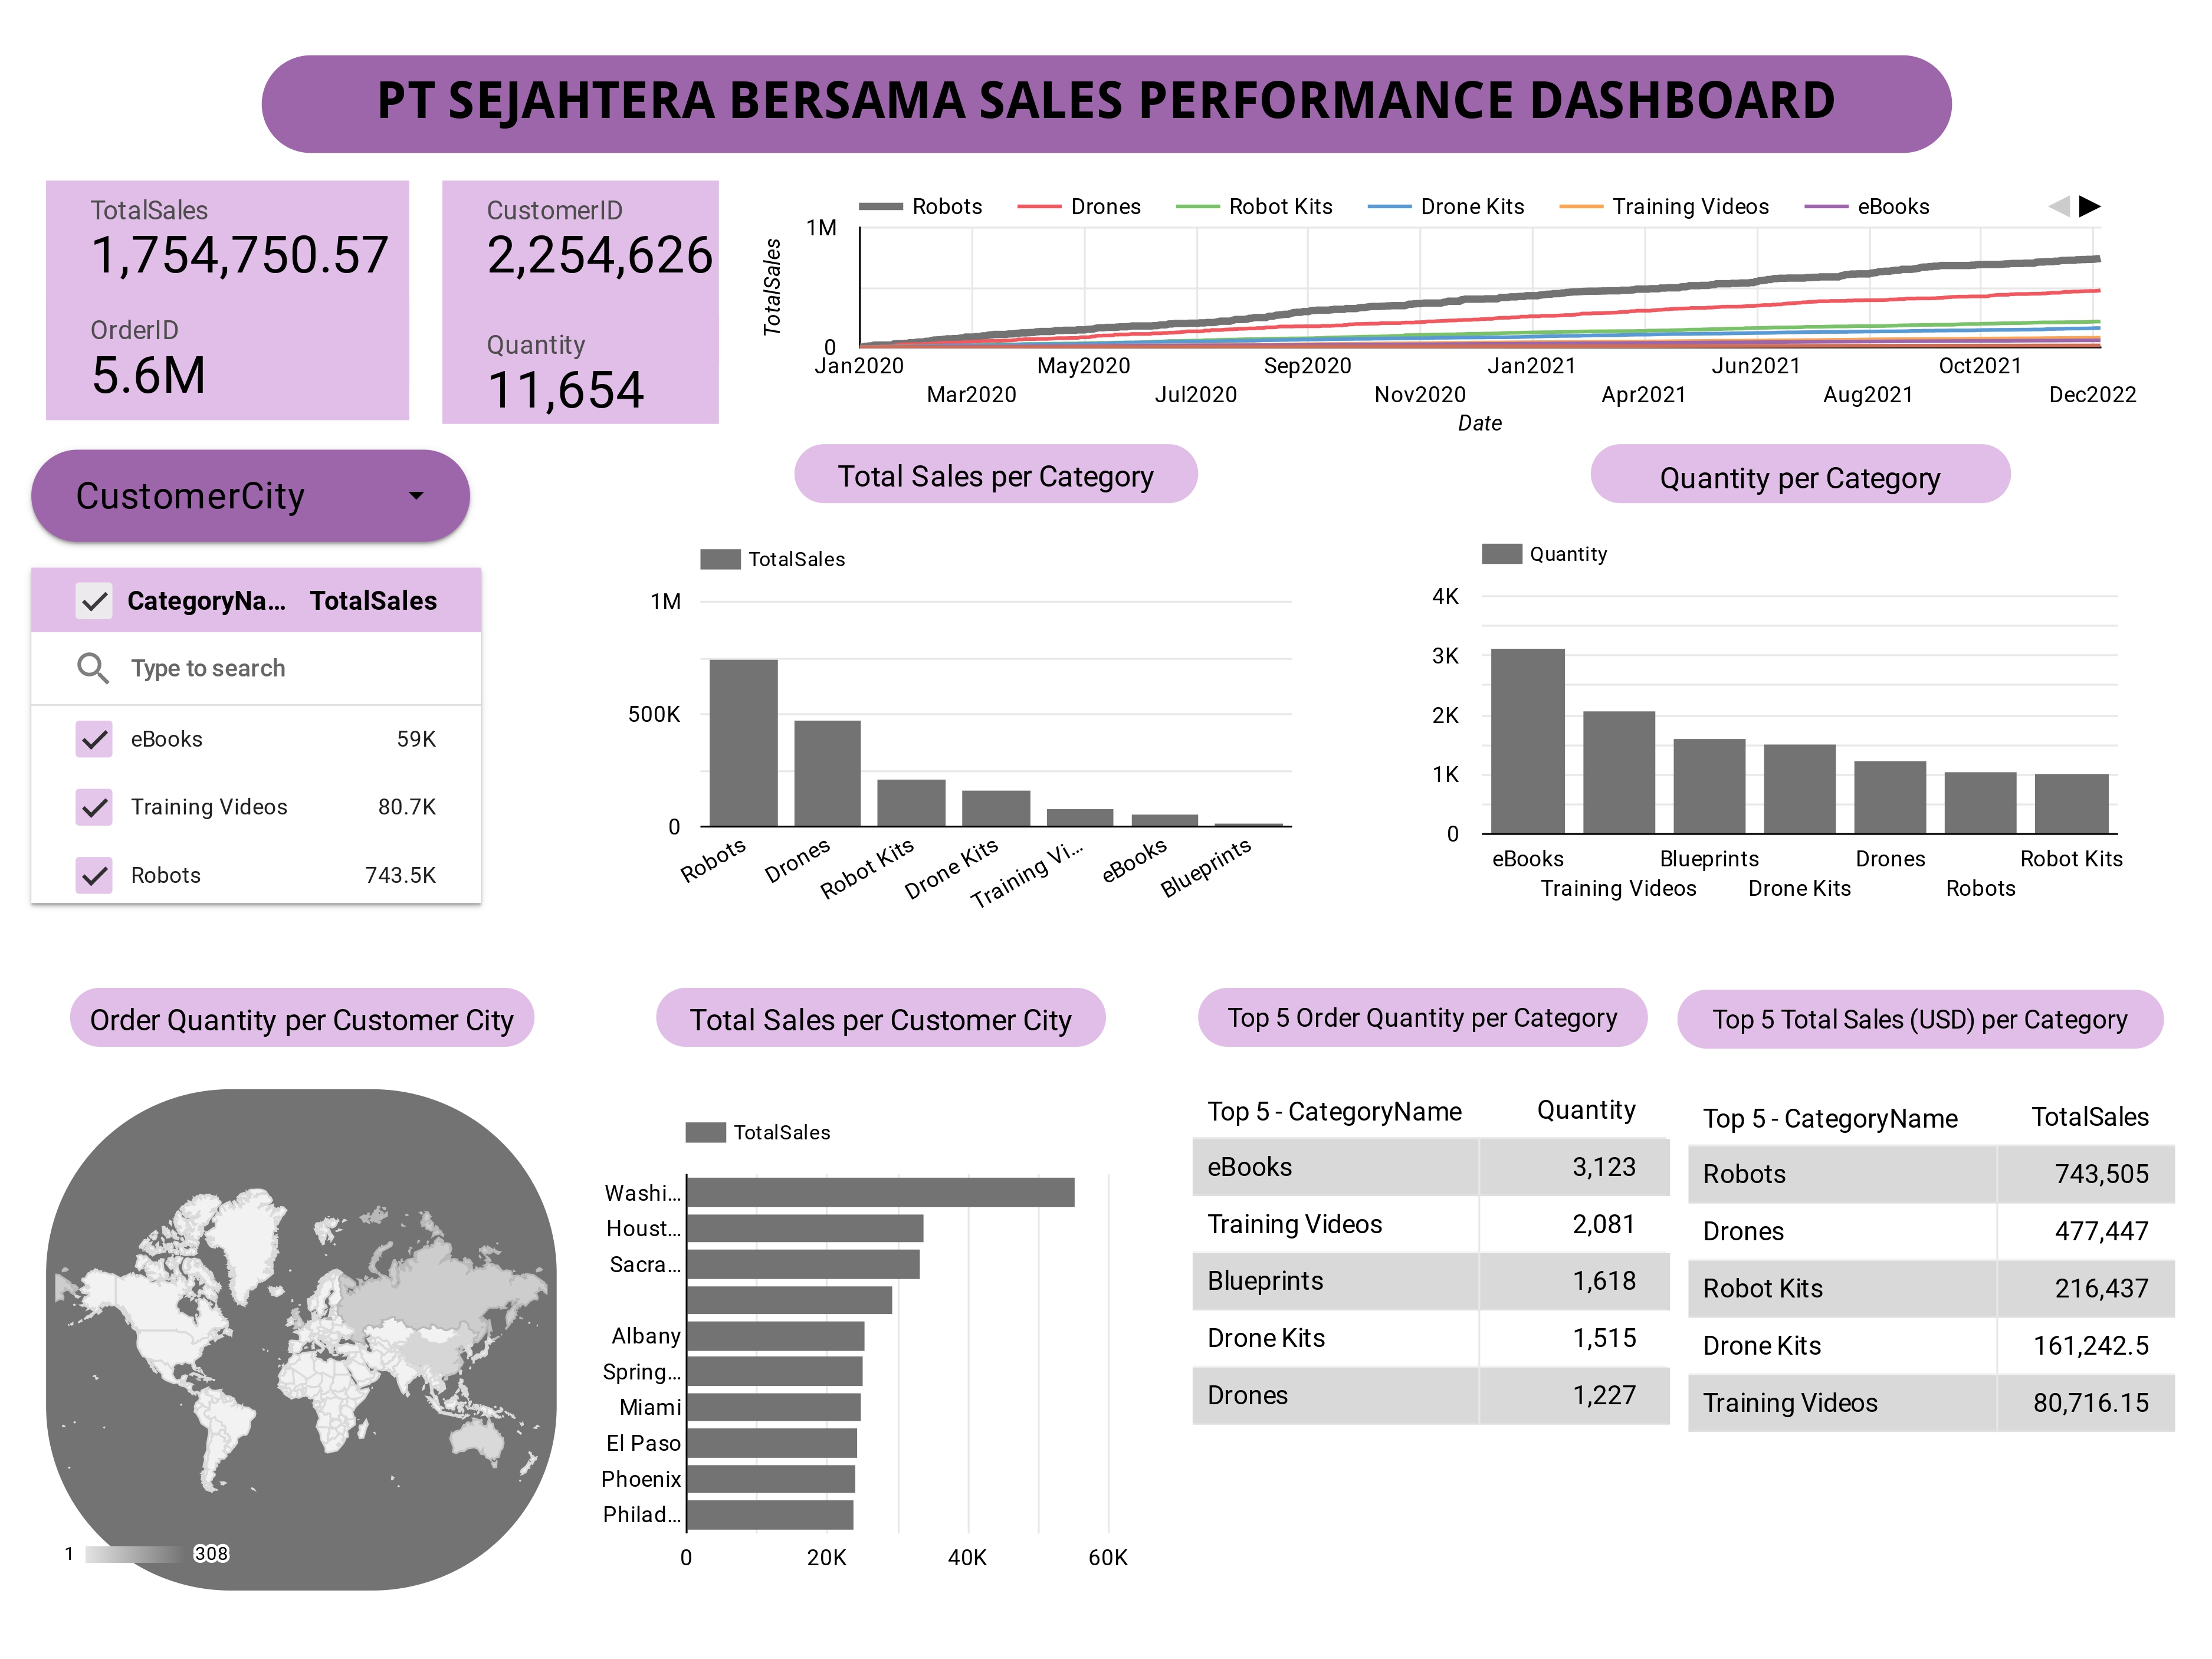 PT SEJAHTERA BERSAMA SALES PERFORMANCE DASHBOARD
TotalSales
1,754,750.57
OrderID
5.6M
CustomerID
2,254,626
Quantity
11,654
Robots Drones Robot Kits Drone Kits Training Videos eBooks
TotalSales
1M
0
Jan2020 May2020 Sep2020 Jan2021 Jun2021 Oct2021
Mar2020 Jul2020 Nov2020 Apr2021 Aug2021 Dec2022
Date
CustomerCity
CategoryNa... TotalSales
Type to search
eBooks 59K
Training Videos 80.7K
Robots 743.5K
Total Sales per Category
TotalSales
1M
500K
0
Robots Drones Robot Kits Drone Kits Training Vi... eBooks Blueprints
Quantity per Category
Quantity
4K
3K
2K
1K
0
eBooks Blueprints Drones Robot Kits
Training Videos Drone Kits Robots
Order Quantity per Customer City
1 308
Total Sales per Customer City
TotalSales
Washi...
Houst...
Sacra...
Albany
Spring...
Miami
El Paso
Phoenix
Philad...
0 20K 40K 60K
Top 5 Order Quantity per Category
Top 5 - CategoryName Quantity
eBooks 3,123
Training Videos 2,081
Blueprints 1,618
Drone Kits 1,515
Drones 1,227
Top 5 Total Sales (USD) per Category
Top 5 - CategoryName TotalSales
Robots 743,505
Drones 477,447
Robot Kits 216,437
Drone Kits 161,242.5
Training Videos 80,716.15